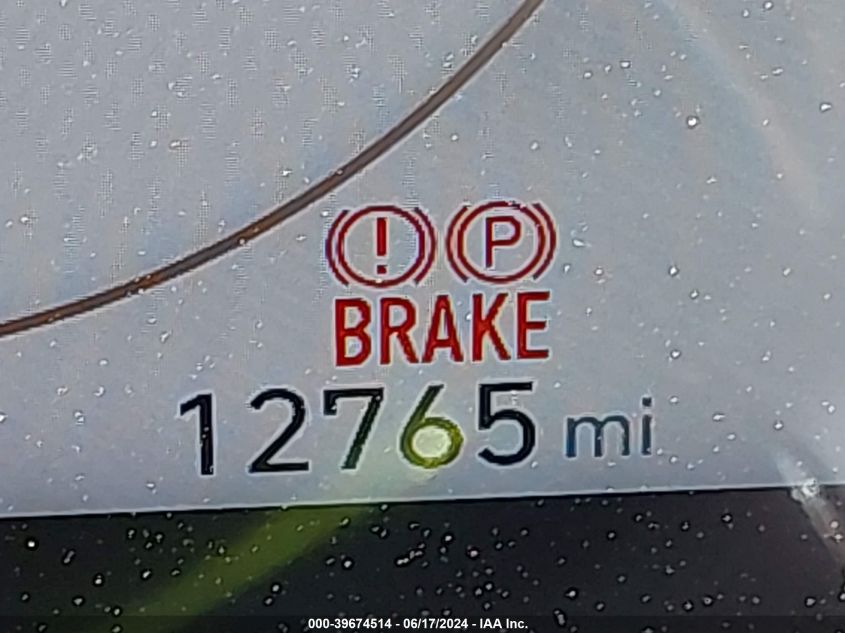 ! P
BRAKE
12765 mi
000-39674514 - 06/17/2024 - IAA Inc.